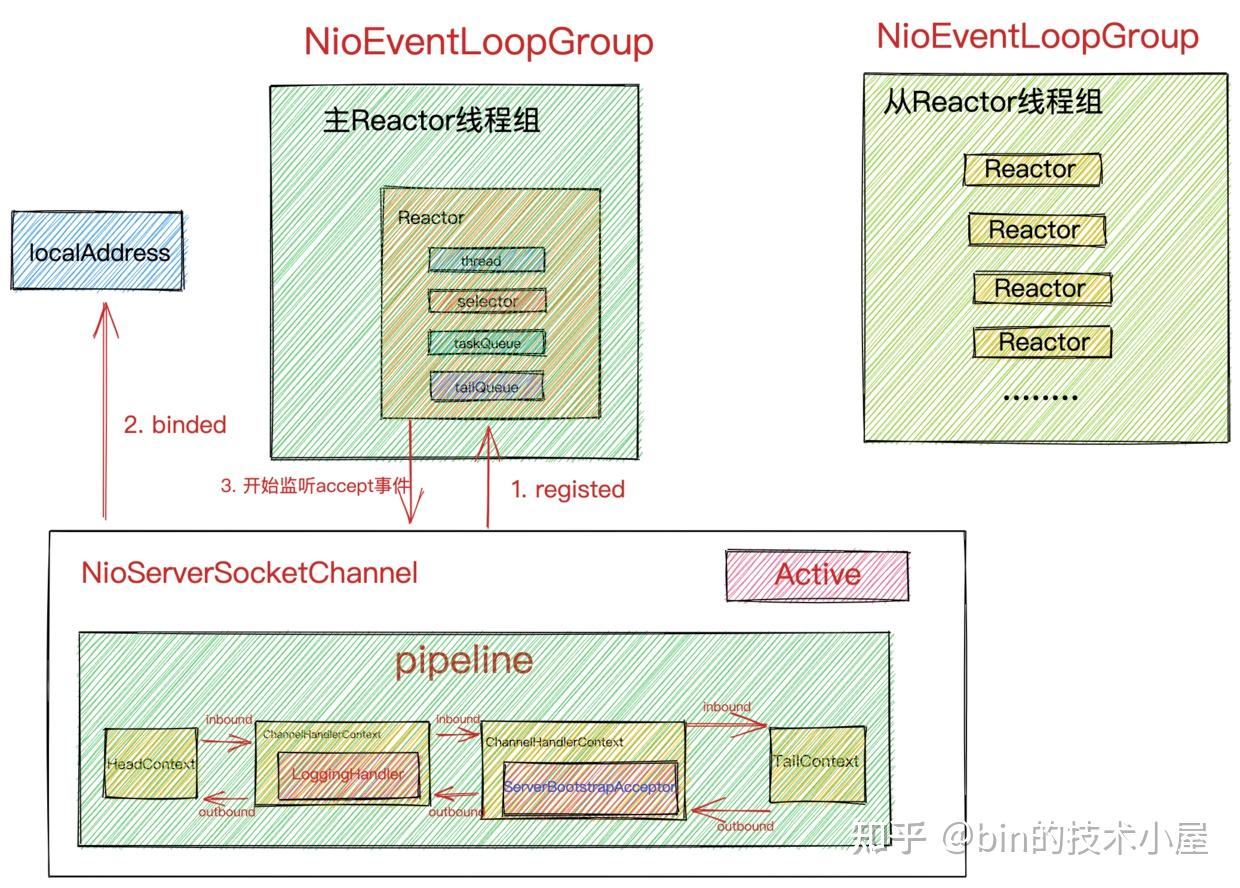 NioEventLoopGroup
NioEventLoopGroup
主Reactor线程组
从Reactor线程组
Reactor
thread
selector
taskQueue
tailQueue
Reactor
Reactor
Reactor
Reactor
........
localAddress
2. binded
3. 开始监听accept事件
1. registed
NioServerSocketChannel
Active
pipeline
HeadContext
inbound
outbound
ChannelHandlerContext
LoggingHandler
inbound
outbound
ChannelHandlerContext
ServerBootstrapAcceptor
inbound
outbound
TailContext
知乎 @bin的技术小屋